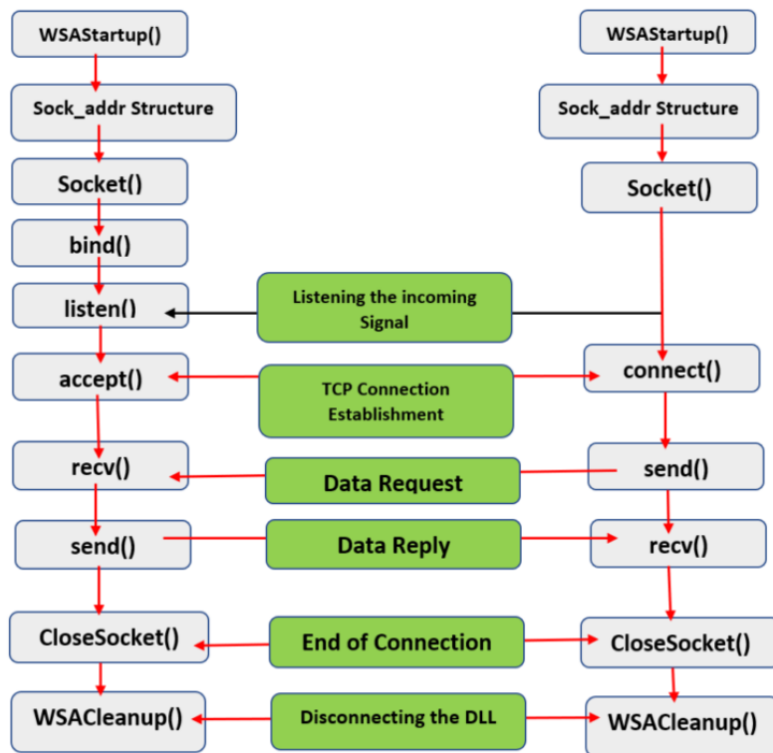 WSAStartup()
WSAStartup()
Sock_addr Structure
Sock_addr Structure
Socket()
Socket()
bind()
listen()
Listening the incoming
Signal
accept()
TCP Connection
Establishment
connect()
recv()
Data Request
send()
send()
Data Reply
recv()
CloseSocket()
End of Connection
CloseSocket()
WSACleanup()
Disconnecting the DLL
WSACleanup()